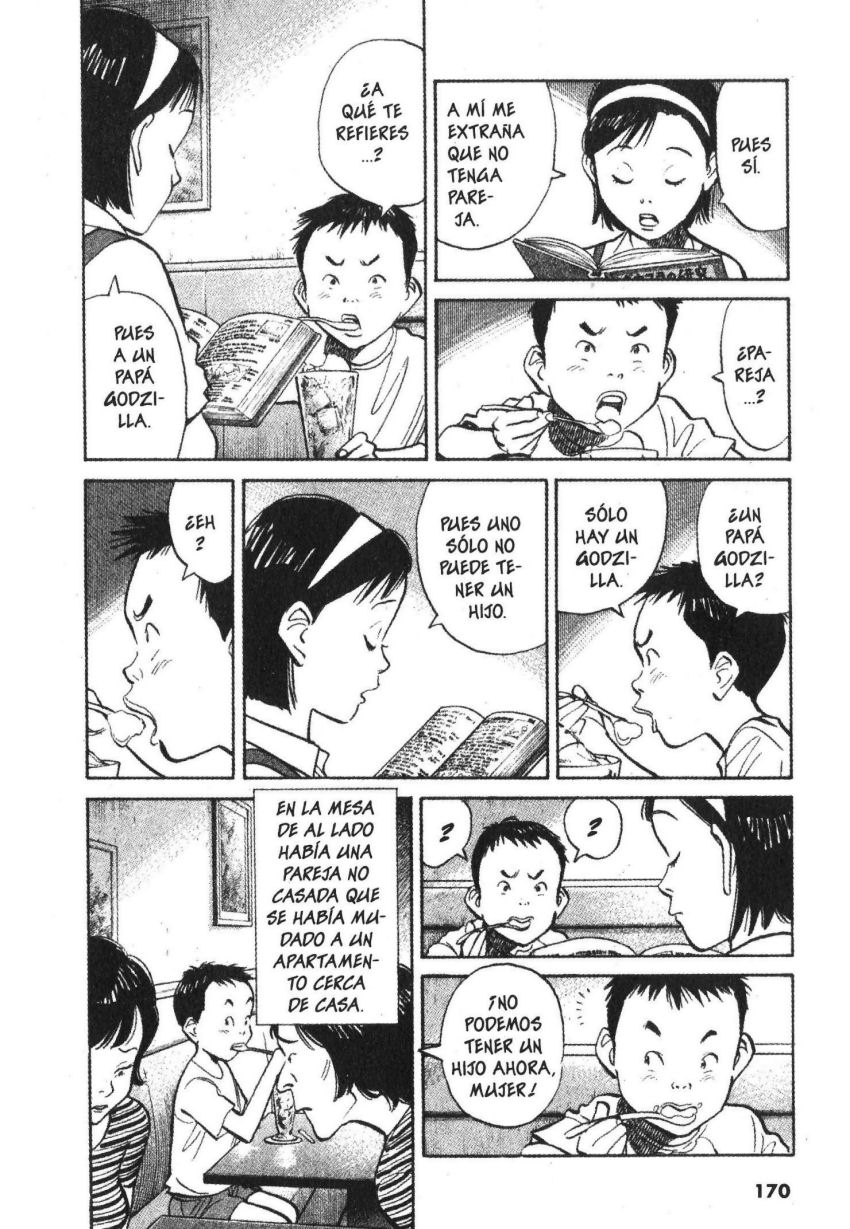 PUES
SÍ.
A MÍ ME
EXTRAÑA
QUE NO
TENGA
PARE-
JA.
¿PA-
REJA
...?
¿A
QUÉ TE
REFIERES
...?
PUES
A UN
PAPÁ
GODZI-
LLA.
¿UN
PAPÁ
GODZI-
LLA?
SÓLO
HAY UN
GODZI-
LLA.
PUES UNO
SÓLO NO
PUEDE TE-
NER UN
HIJO.
¿EH
?
?
?
¡NO
PODEMOS
TENER UN
HIJO AHORA,
MUJER!
EN LA MESA
DE AL LADO
HABÍA UNA
PAREJA NO
CASADA QUE
SE HABÍA MU-
DADO A UN
APARTAMEN-
TO CERCA
DE CASA.
170